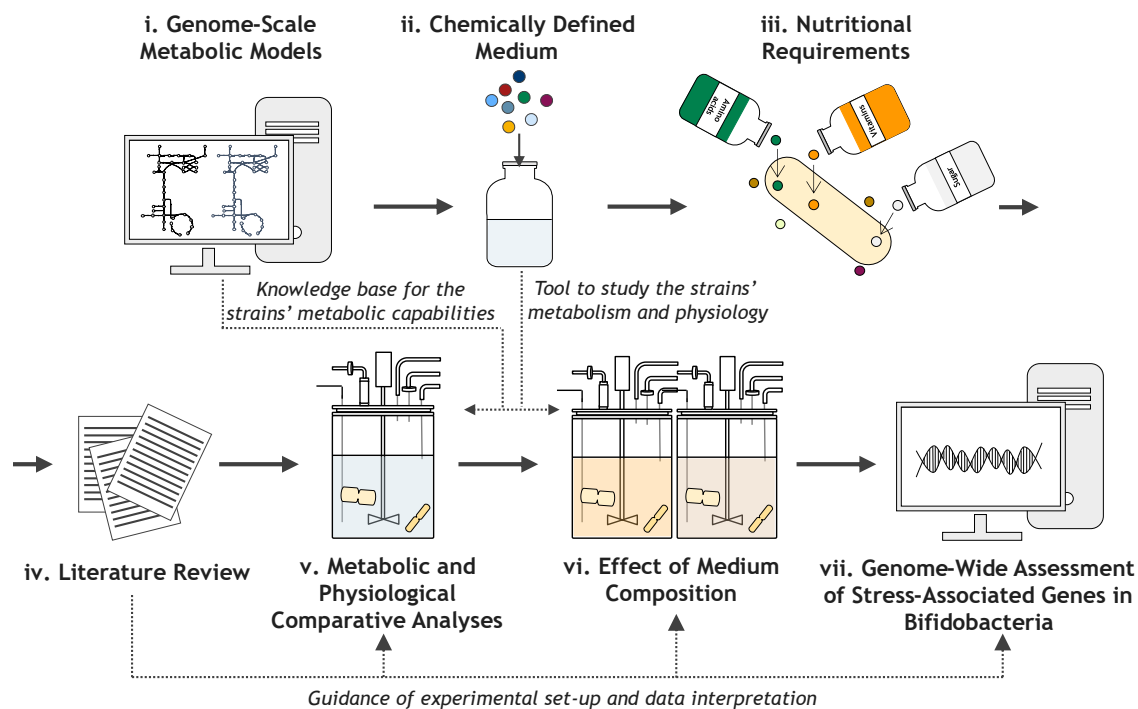 i. Genome-Scale
Metabolic Models
ii. Chemically Defined
Medium
iii. Nutritional
Requirements
Amino
acids
Vitamins
Sugar
Knowledge base for the
strains’ metabolic capabilities
Tool to study the strains’
metabolism and physiology
iv. Literature Review
v. Metabolic and
Physiological
Comparative Analyses
vi. Effect of Medium
Composition
vii. Genome-Wide Assessment
of Stress-Associated Genes in
Bifidobacteria
Guidance of experimental set-up and data interpretation